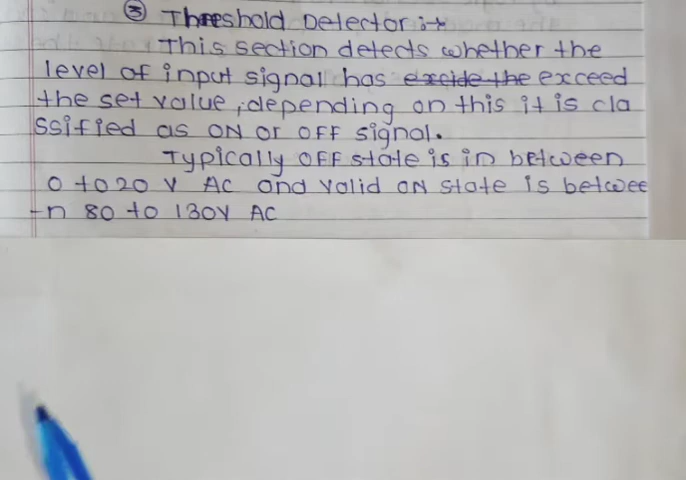 ③ Threshold Detector :-*
This section detects whether the
level of input signal has excide the exceed
the set value, depending on this it is cla
ssified as ON or OFF signal.
Typically OFF state is in between
0 to 20 V AC and valid ON state is betwee
-n 80 to 130V AC